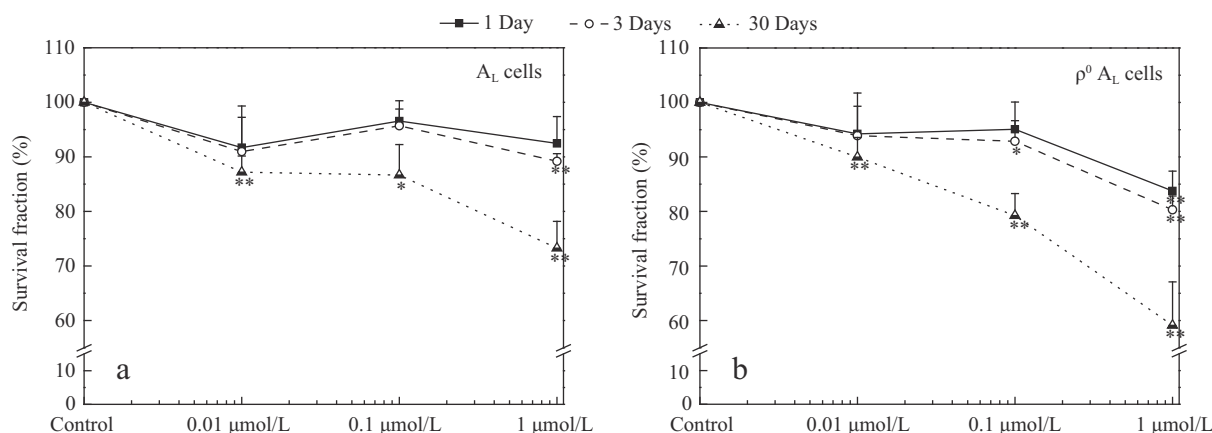 1 Day 3 Days 30 Days
110
100
90
80
70
60
10
0
Survival fraction (%)
A_L cells
**
*
**
**
a
Control 0.01 μmol/L 0.1 μmol/L 1 μmol/L
110
100
90
80
70
60
10
0
Survival fraction (%)
ρ⁰ A_L cells
**
*
**
**
**
**
b
Control 0.01 μmol/L 0.1 μmol/L 1 μmol/L